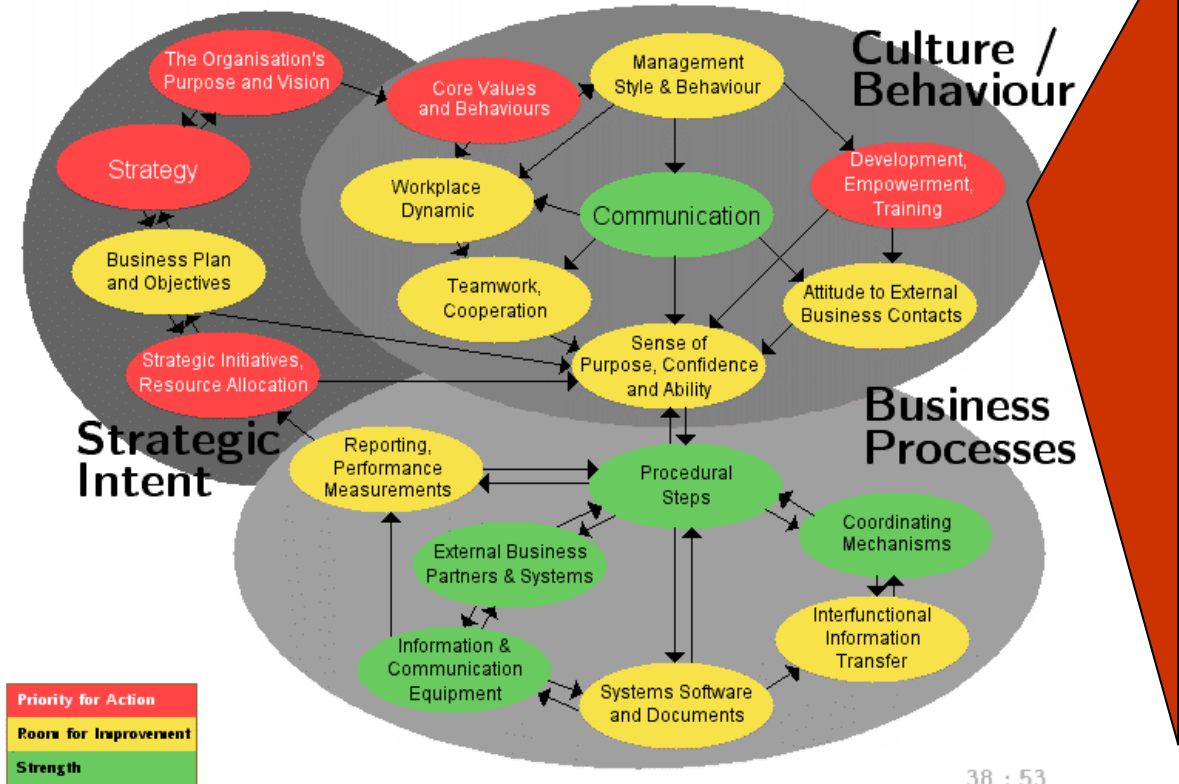 The Organisation's
Purpose and Vision
Core Values
and Behaviours
Management
Style & Behaviour
Culture /
Behaviour
Strategy
Workplace
Dynamic
Communication
Development,
Empowerment,
Training
Business Plan
and Objectives
Teamwork,
Cooperation
Attitude to External
Business Contacts
Strategic Initiatives,
Resource Allocation
Sense of
Purpose, Confidence
and Ability
Strategic
Intent
Business
Processes
Reporting,
Performance
Measurements
Procedural
Steps
Coordinating
Mechanisms
External Business
Partners & Systems
Interfunctional
Information
Transfer
Information &
Communication
Equipment
Systems Software
and Documents
Priority for Action
Room for Improvement
Strength
38 : 53